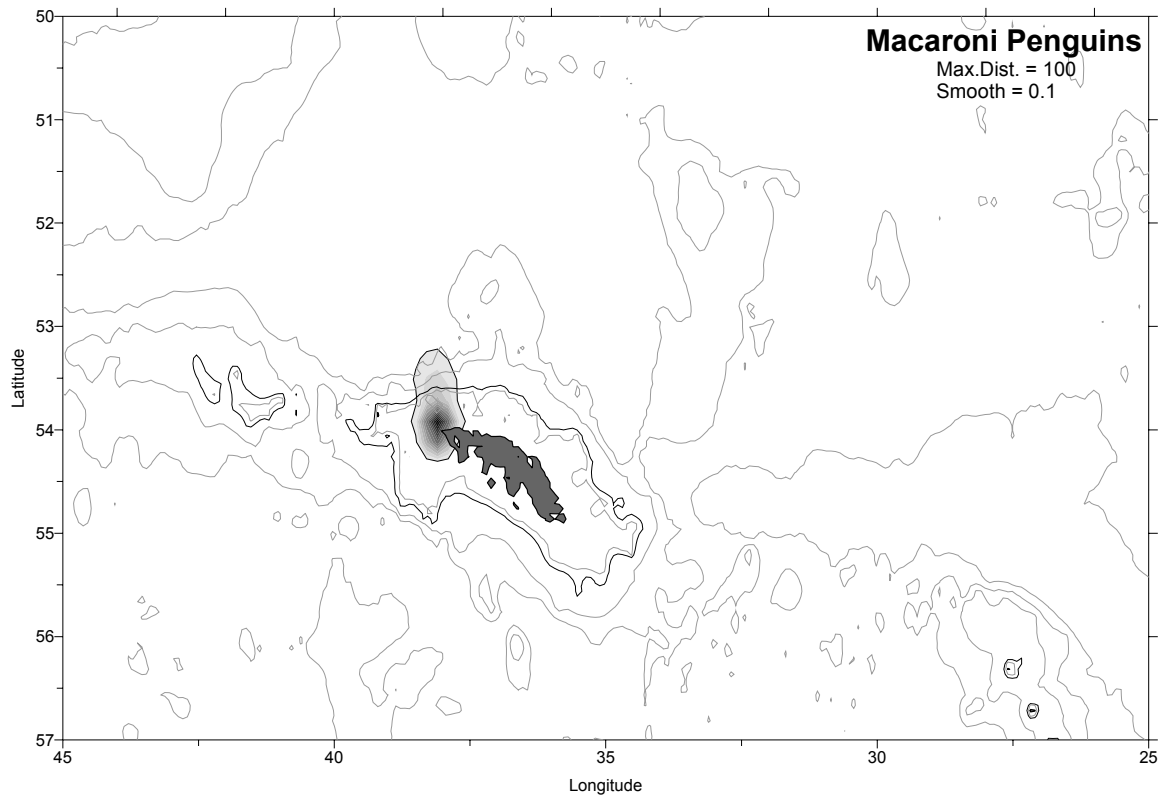 Macaroni Penguins
Max.Dist. = 100
Smooth = 0.1
50
51
52
53
54
55
56
57
Latitude
45
40
35
30
25
Longitude